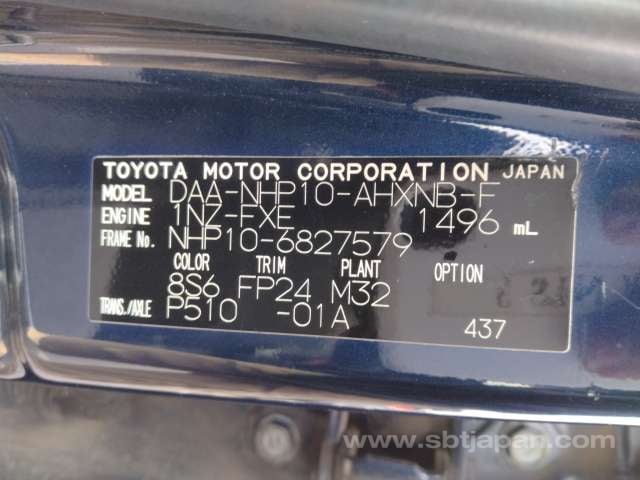 TOYOTA MOTOR CORPORATION JAPAN
MODEL DAA-NHP10-AHXNB-F
ENGINE 1NZ-FXE 1496 mL
FRAME No. NHP10-6827579
COLOR TRIM PLANT OPTION
8S6 FP24 M32
TRANS./AXLE P510 -01A 437
www.sbtjapan.com